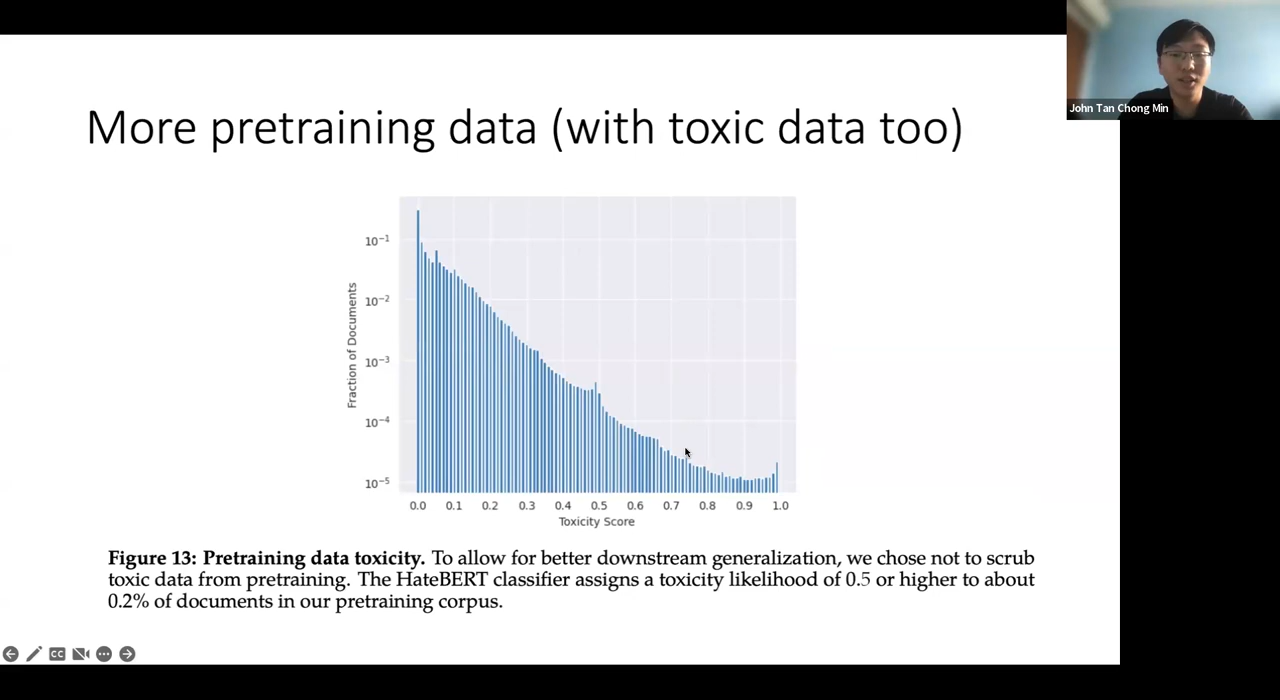 John Tan Chong Min
More pretraining data (with toxic data too)
Fraction of Documents
10⁻¹
10⁻²
10⁻³
10⁻⁴
10⁻⁵
0.0 0.1 0.2 0.3 0.4 0.5 0.6 0.7 0.8 0.9 1.0
Toxicity Score
Figure 13: Pretraining data toxicity. To allow for better downstream generalization, we chose not to scrub
toxic data from pretraining. The HateBERT classifier assigns a toxicity likelihood of 0.5 or higher to about
0.2% of documents in our pretraining corpus.
CC